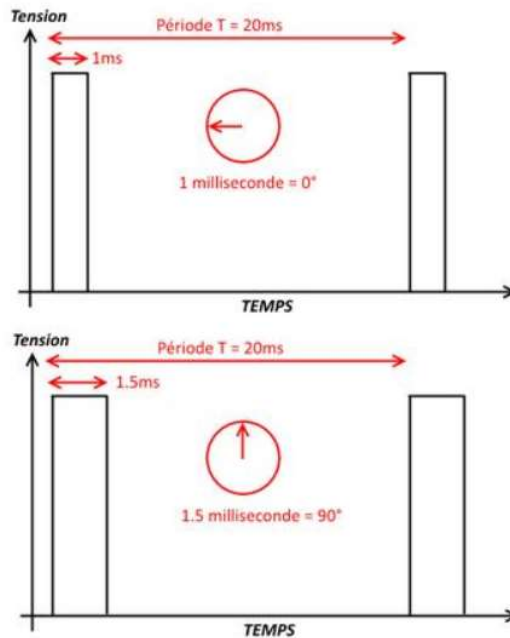 Tension
Période T = 20ms
1ms
1 milliseconde = 0°
TEMPS
Tension
Période T = 20ms
1.5ms
1.5 milliseconde = 90°
TEMPS